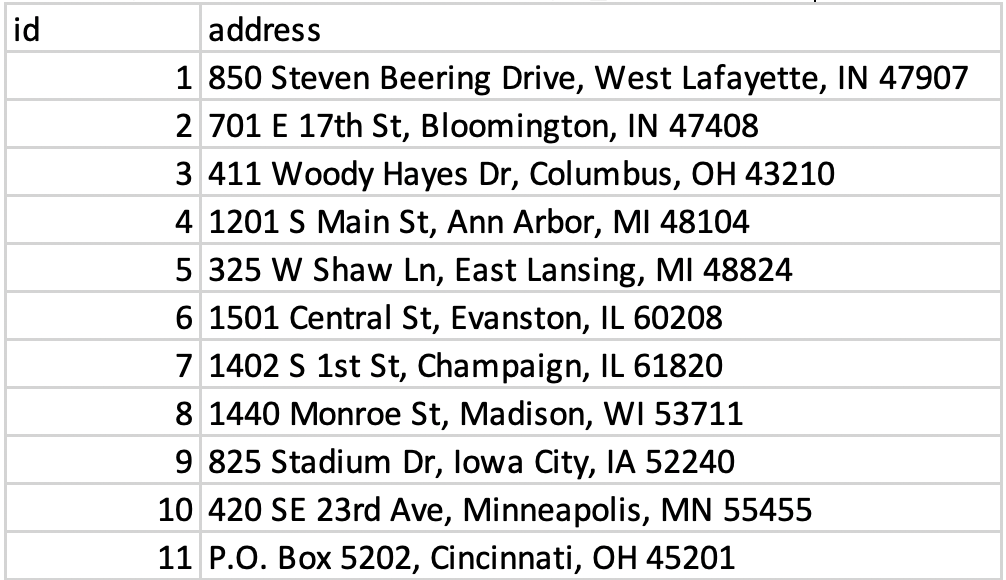 id address
1 850 Steven Beering Drive, West Lafayette, IN 47907
2 701 E 17th St, Bloomington, IN 47408
3 411 Woody Hayes Dr, Columbus, OH 43210
4 1201 S Main St, Ann Arbor, MI 48104
5 325 W Shaw Ln, East Lansing, MI 48824
6 1501 Central St, Evanston, IL 60208
7 1402 S 1st St, Champaign, IL 61820
8 1440 Monroe St, Madison, WI 53711
9 825 Stadium Dr, Iowa City, IA 52240
10 420 SE 23rd Ave, Minneapolis, MN 55455
11 P.O. Box 5202, Cincinnati, OH 45201